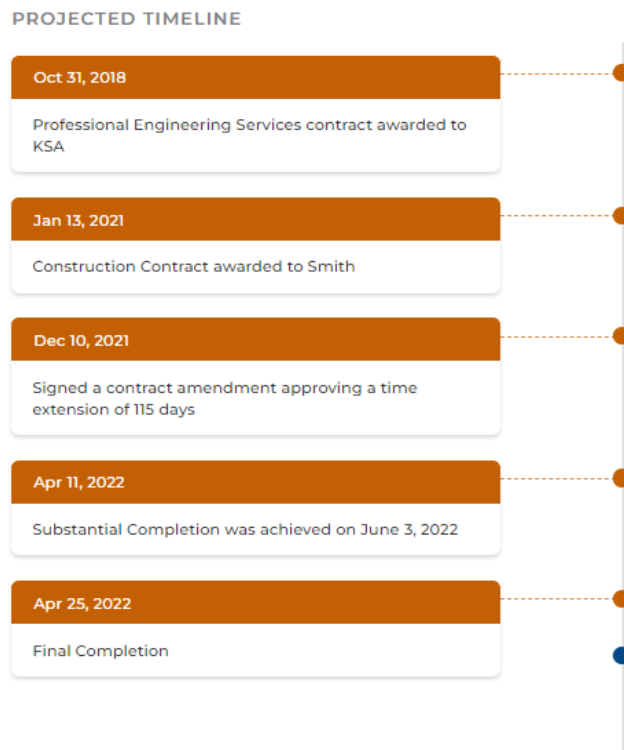 PROJECTED TIMELINE
Oct 31, 2018
Professional Engineering Services contract awarded to
KSA
Jan 13, 2021
Construction Contract awarded to Smith
Dec 10, 2021
Signed a contract amendment approving a time
extension of 115 days
Apr 11, 2022
Substantial Completion was achieved on June 3, 2022
Apr 25, 2022
Final Completion